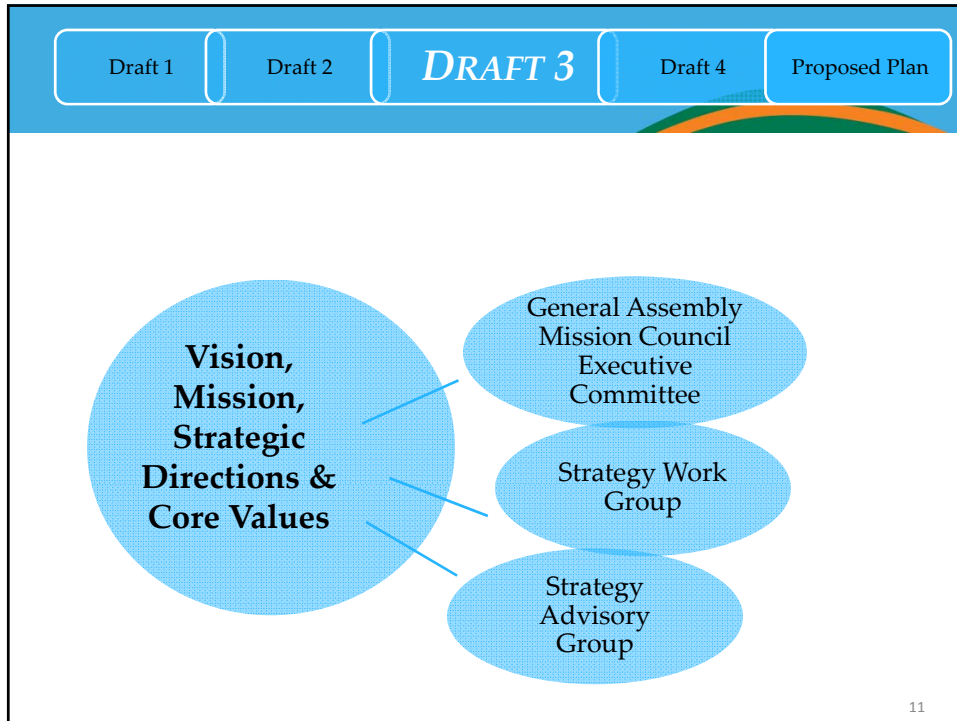 Draft 1
Draft 2
DRAFT 3
Draft 4
Proposed Plan
Vision,
Mission,
Strategic
Directions &
Core Values
General Assembly
Mission Council
Executive
Committee
Strategy Work
Group
Strategy
Advisory
Group
11